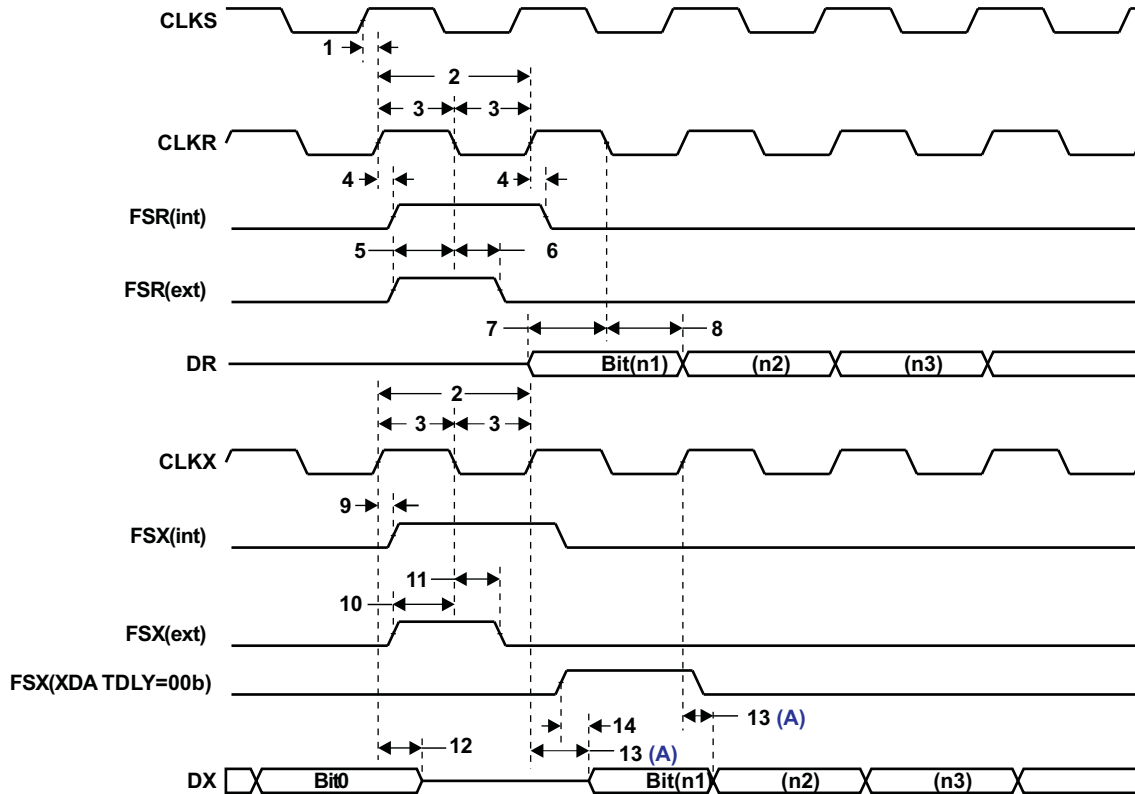 CLKS
1
2
3 3
CLKR
4 4
FSR(int)
5 6
FSR(ext)
7 8
DR Bit(n1) (n2) (n3)
2
3 3
CLKX
9
FSX(int)
11
10
FSX(ext)
FSX(XDA TDLY=00b)
13 (A)
14
12 13 (A)
DX Bit0 Bit(n1) (n2) (n3)